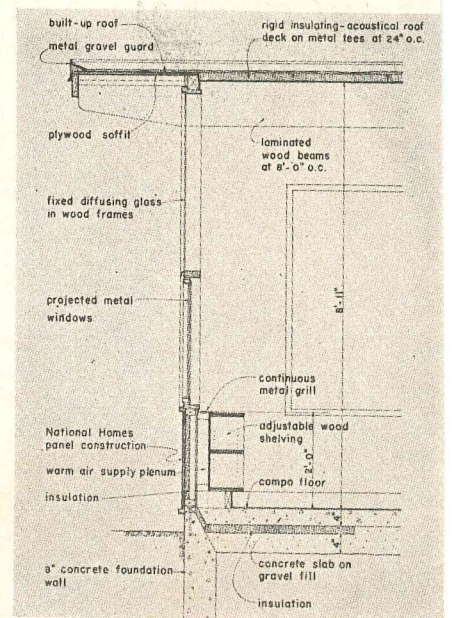 built-up roof
metal gravel guard
rigid insulating-acoustical roof
deck on metal tees at 24" o.c.
plywood soffit
laminated
wood beams
at 8'-0" o.c.
fixed diffusing glass
in wood frames
8'-11"
projected metal
windows
continuous
metal grill
adjustable wood
shelving
National Homes
panel construction
warm air supply plenum
insulation
2'-0"
compo floor
4"
4"
8" concrete foundation
wall
concrete slab on
gravel fill
insulation